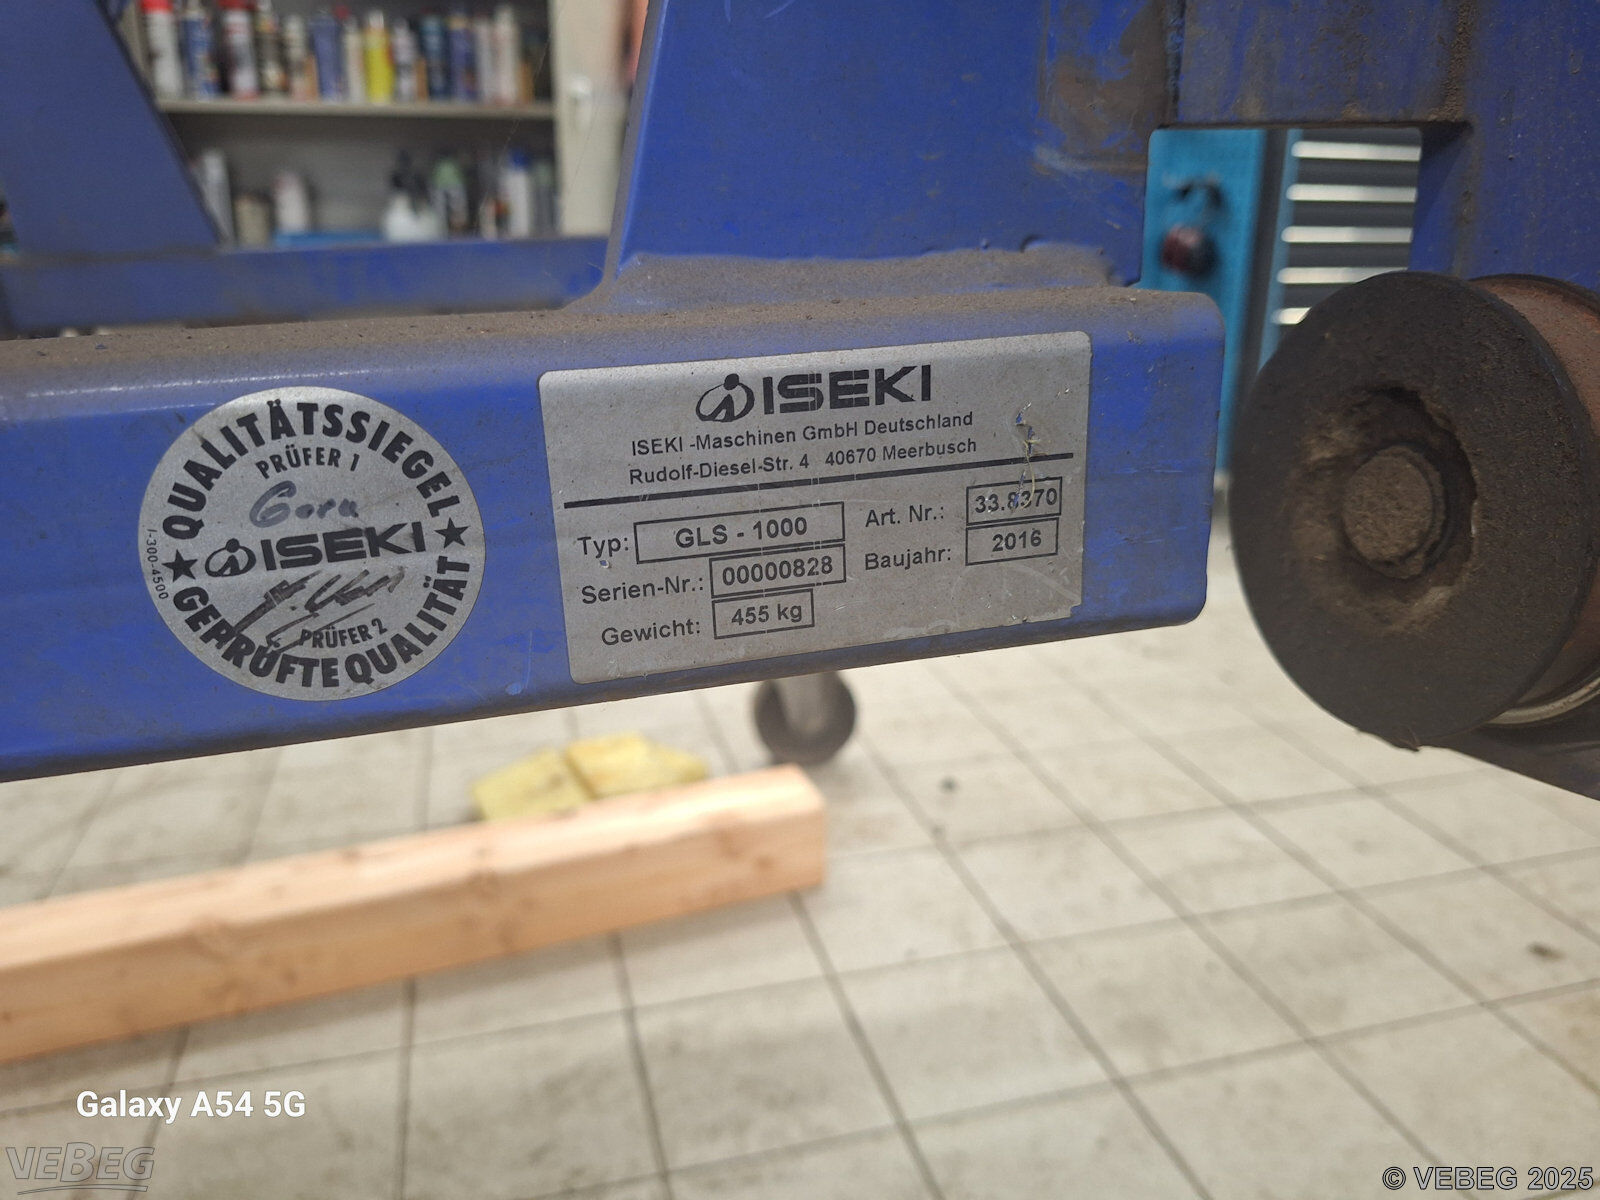 QUALITÄTSSIEGEL
PRÜFER 1
ISEKI
PRÜFER 2
GEPRÜFTE QUALITÄT
I-300-4500
ISEKI
ISEKI -Maschinen GmbH Deutschland
Rudolf-Diesel-Str. 4 40670 Meerbusch
Typ: GLS - 1000 Art. Nr.: 33.8370
Serien-Nr.: 00000828 Baujahr: 2016
Gewicht: 455 kg
Galaxy A54 5G
VEBEG
© VEBEG 2025